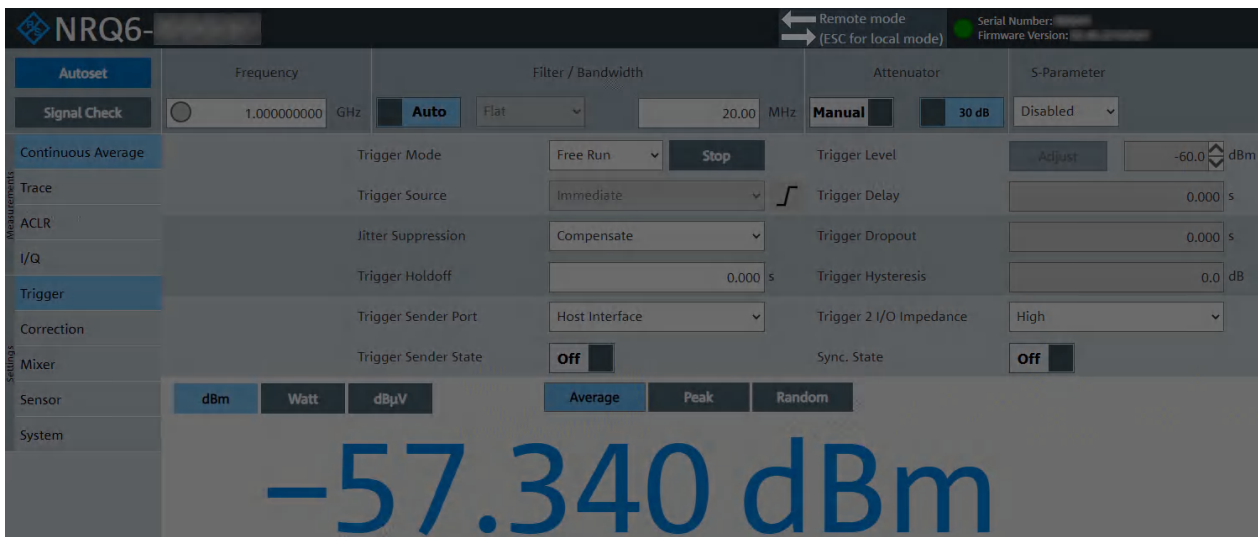 NRQ6-
Remote mode
(ESC for local mode)
Serial Number:
Firmware Version:
Autoset
Signal Check
Frequency
Filter / Bandwidth
Attenuator
S-Parameter
1.000000000 GHz
Auto
Flat
20.00 MHz
Manual
30 dB
Disabled
Measurements
Continuous Average
Trace
ACLR
I/Q
Settings
Trigger
Correction
Mixer
Sensor
System
Trigger Mode
Free Run
Stop
Trigger Level
Adjust
-60.0 dBm
Trigger Source
Immediate
Trigger Delay
0.000 s
Jitter Suppression
Compensate
Trigger Dropout
0.000 s
Trigger Holdoff
0.000 s
Trigger Hysteresis
0.0 dB
Trigger Sender Port
Host Interface
Trigger 2 I/O Impedance
High
Trigger Sender State
Off
Sync. State
Off
dBm
Watt
dBµV
Average
Peak
Random
−57.340 dBm